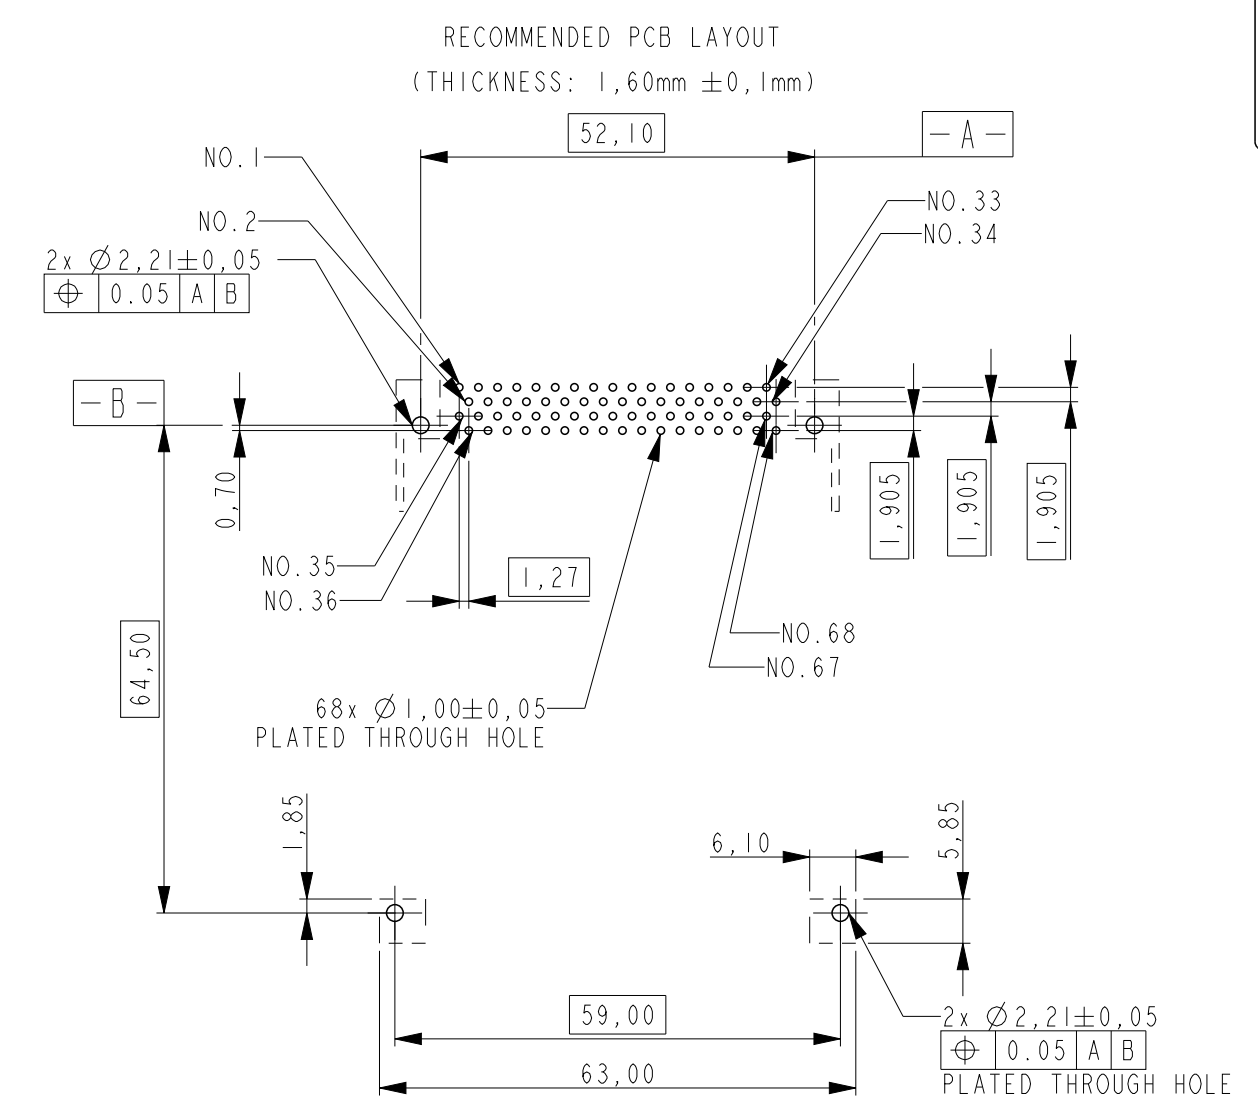 RECOMMENDED PCB LAYOUT
(THICKNESS: 1,60mm ±0,1mm)
52,10
-A-
NO.1
NO.2
NO.33
NO.34
2x Ø2,21±0,05
⌖ 0.05 A B
-B-
0,70
1,905
1,905
1,905
NO.35
NO.36
1,27
NO.68
NO.67
64,50
68x Ø1,00±0,05
PLATED THROUGH HOLE
1,85
6,10
5,85
59,00
63,00
2x Ø2,21±0,05
⌖ 0.05 A B
PLATED THROUGH HOLE